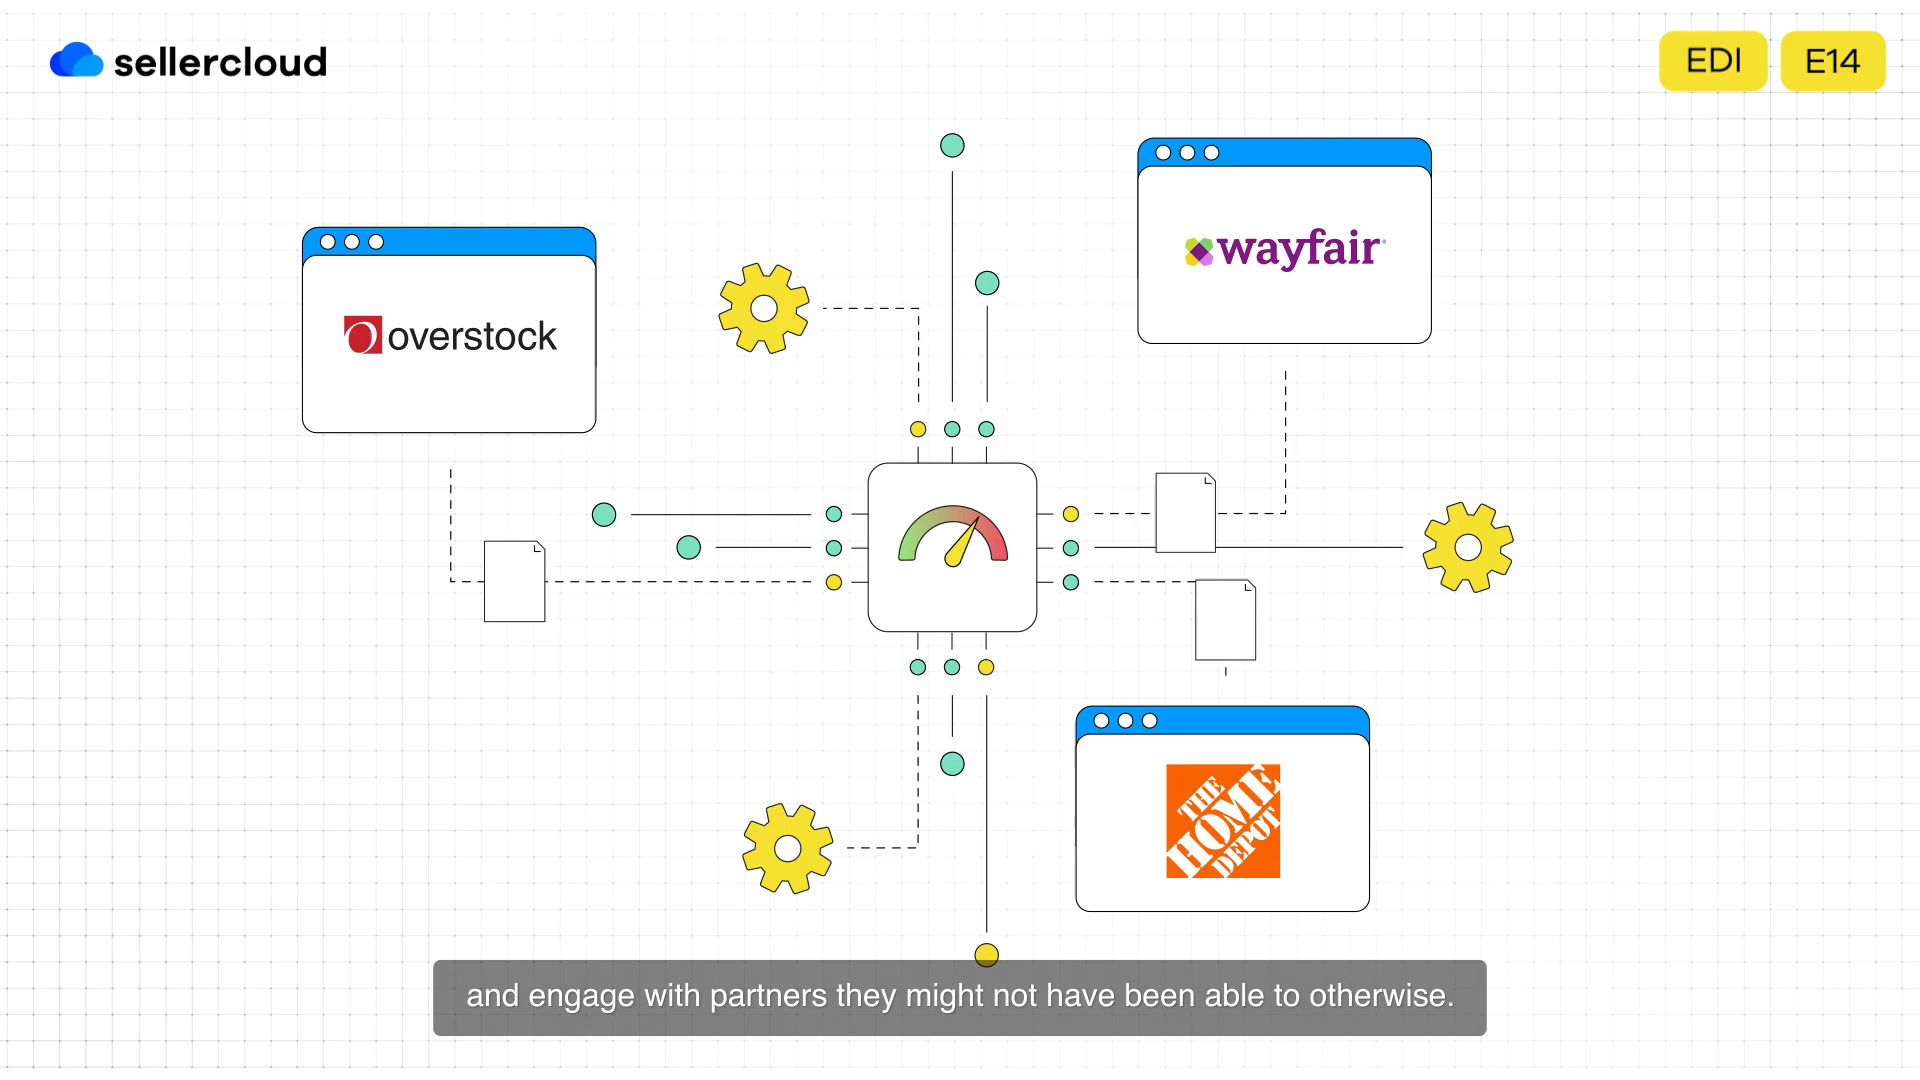 sellercloud
EDI
E14
wayfair
overstock
THE
HOME
DEPOT
and engage with partners they might not have been able to otherwise.